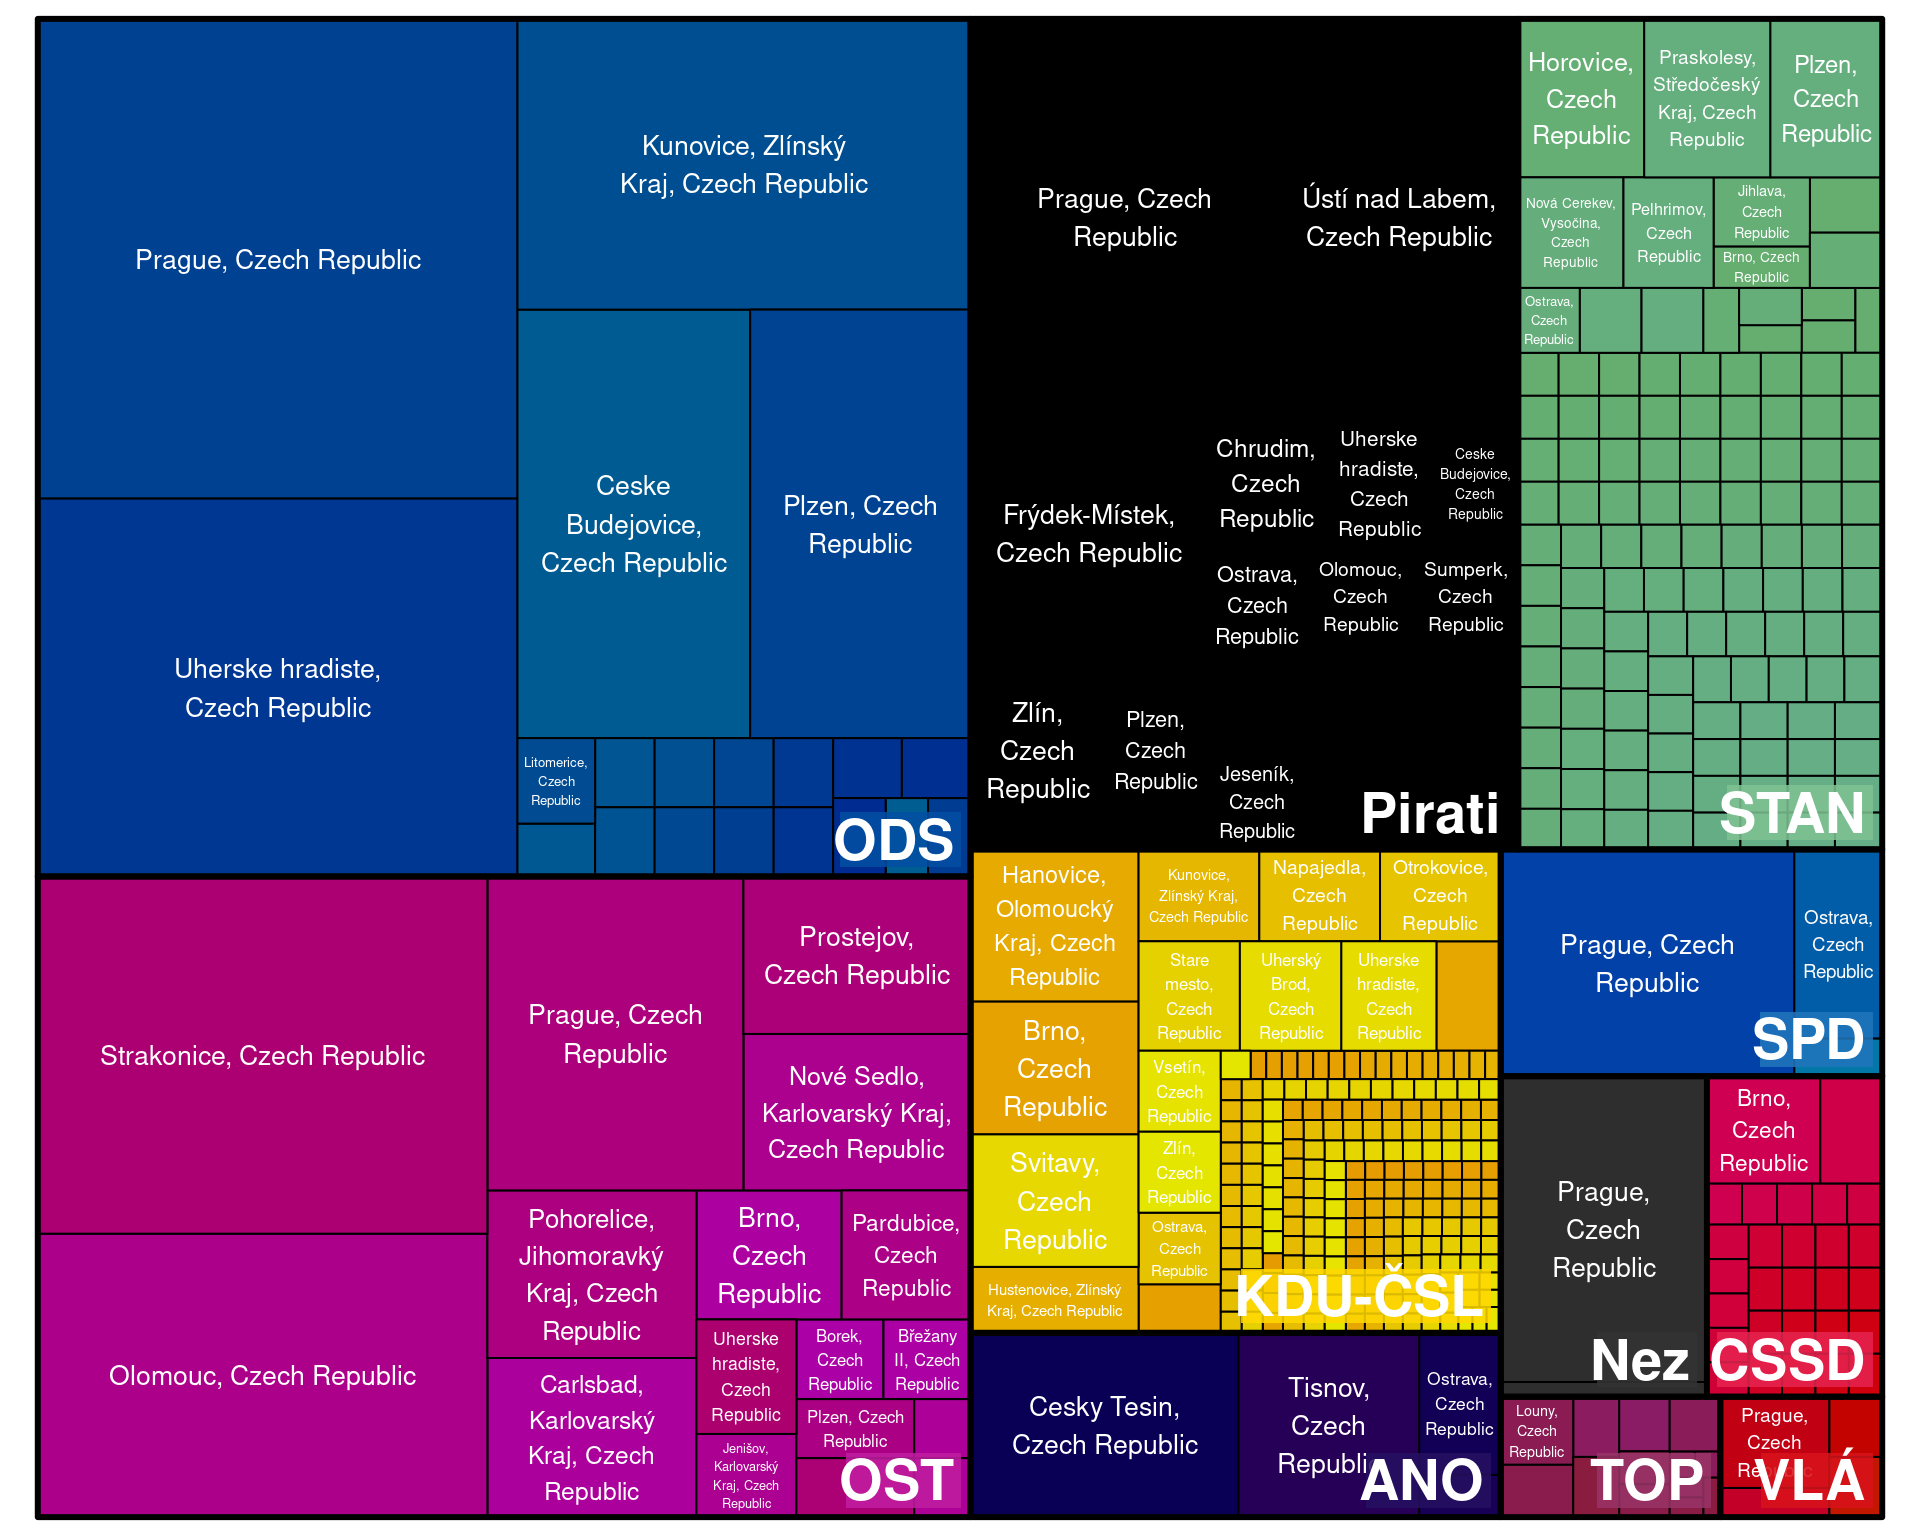 Prague, Czech Republic
Uherske hradiste,
Czech Republic
Kunovice, Zlínský
Kraj, Czech Republic
Ceske
Budejovice,
Czech Republic
Plzen, Czech
Republic
Litomerice,
Czech
Republic
ODS
Strakonice, Czech Republic
Olomouc, Czech Republic
Prague, Czech
Republic
Prostejov,
Czech Republic
Nové Sedlo,
Karlovarský Kraj,
Czech Republic
Pohorelice,
Jihomoravký
Kraj, Czech
Republic
Carlsbad,
Karlovarský
Kraj, Czech
Republic
Brno,
Czech
Republic
Pardubice,
Czech
Republic
Uherske
hradiste,
Czech
Republic
Jenišov,
Karlovarský
Kraj, Czech
Republic
Borek,
Czech
Republic
Břežany
II, Czech
Republic
Plzen, Czech
Republic
OST
Prague, Czech
Republic
Ústí nad Labem,
Czech Republic
Frýdek-Místek,
Czech Republic
Zlín,
Czech
Republic
Plzen,
Czech
Republic
Chrudim,
Czech
Republic
Uherske
hradiste,
Czech
Republic
Ceske
Budejovice,
Czech
Republic
Ostrava,
Czech
Republic
Olomouc,
Czech
Republic
Sumperk,
Czech
Republic
Jeseník,
Czech
Republic
Pirati
Horovice,
Czech
Republic
Praskolesy,
Středočeský
Kraj, Czech
Republic
Plzen,
Czech
Republic
Nová Cerekev,
Vysočina,
Czech
Republic
Pelhrimov,
Czech
Republic
Jihlava,
Czech
Republic
Brno, Czech
Republic
Ostrava,
Czech
Republic
STAN
Hanovice,
Olomoucký
Kraj, Czech
Republic
Brno,
Czech
Republic
Svitavy,
Czech
Republic
Hustenovice, Zlínský
Kraj, Czech Republic
Kunovice,
Zlínský Kraj,
Czech Republic
Napajedla,
Czech
Republic
Otrokovice,
Czech
Republic
Stare
mesto,
Czech
Republic
Uherský
Brod,
Czech
Republic
Uherske
hradiste,
Czech
Republic
Vsetín,
Czech
Republic
Zlín,
Czech
Republic
Ostrava,
Czech
Republic
KDU-ČSL
Cesky Tesin,
Czech Republic
Tisnov,
Czech
Republic
Ostrava,
Czech
Republic
ANO
Prague, Czech
Republic
Ostrava,
Czech
Republic
SPD
Prague,
Czech
Republic
Nez
Brno,
Czech
Republic
CSSD
Louny,
Czech
Republic
TOP
Prague,
Czech
Republic
VLÁ